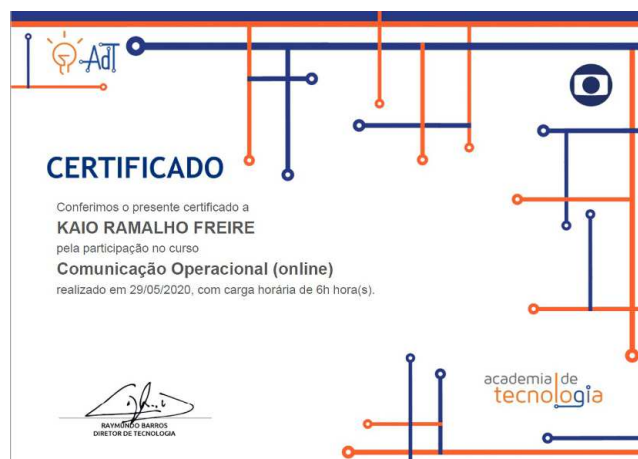 AdT
CERTIFICADO
Conferimos o presente certificado a
KAIO RAMALHO FREIRE
pela participação no curso
Comunicação Operacional (online)
realizado em 29/05/2020, com carga horária de 6h hora(s).
RAYMUNDO BARROS
DIRETOR DE TECNOLOGIA
academia de
tecnologia